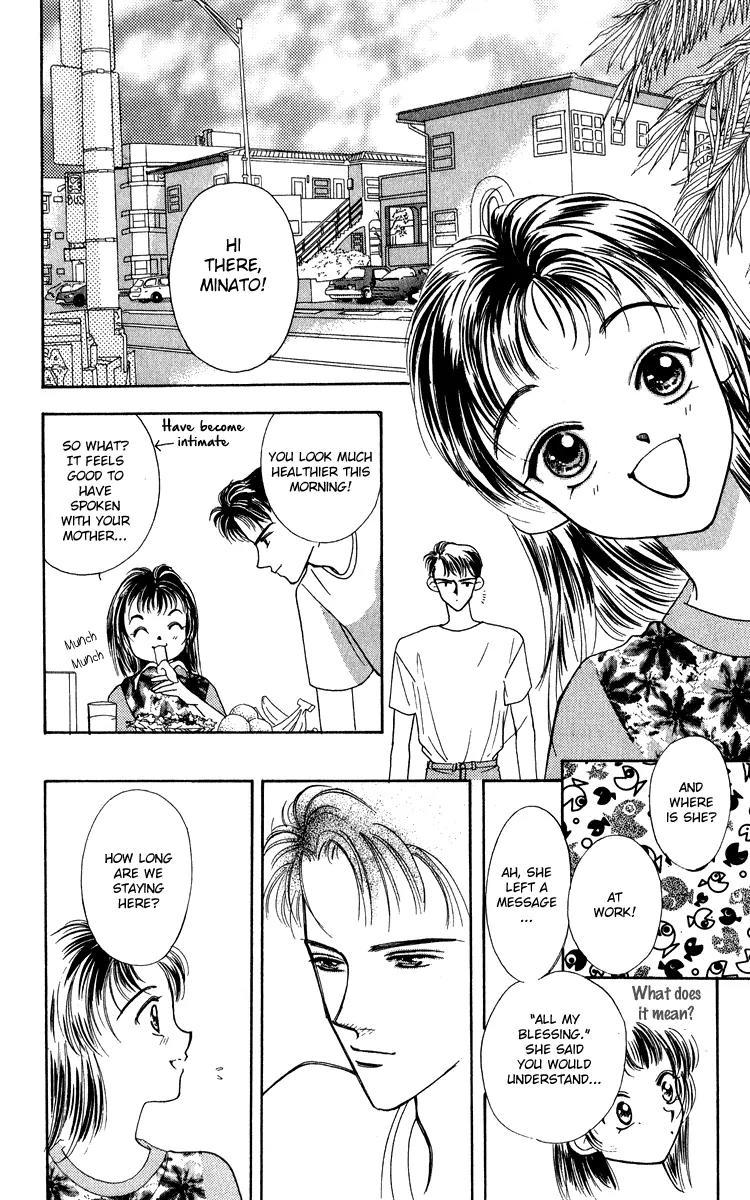 HI
THERE,
MINATO!
YOU LOOK MUCH
HEALTHIER THIS
MORNING!
Have become
intimate
SO WHAT?
IT FEELS
GOOD TO
HAVE
SPOKEN
WITH YOUR
MOTHER...
Munch
Munch
AND
WHERE
IS SHE?
AT
WORK!
AH, SHE
LEFT A
MESSAGE
...
"ALL MY
BLESSING."
SHE SAID
YOU WOULD
UNDERSTAND...
What does
it mean?
HOW LONG
ARE WE
STAYING
HERE?